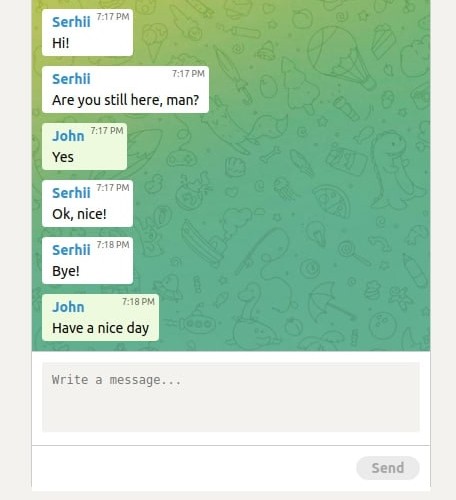 Serhii 7:17 PM
Hi!
Serhii 7:17 PM
Are you still here, man?
John 7:17 PM
Yes
Serhii 7:17 PM
Ok, nice!
Serhii 7:18 PM
Bye!
John 7:18 PM
Have a nice day
Write a message...
Send